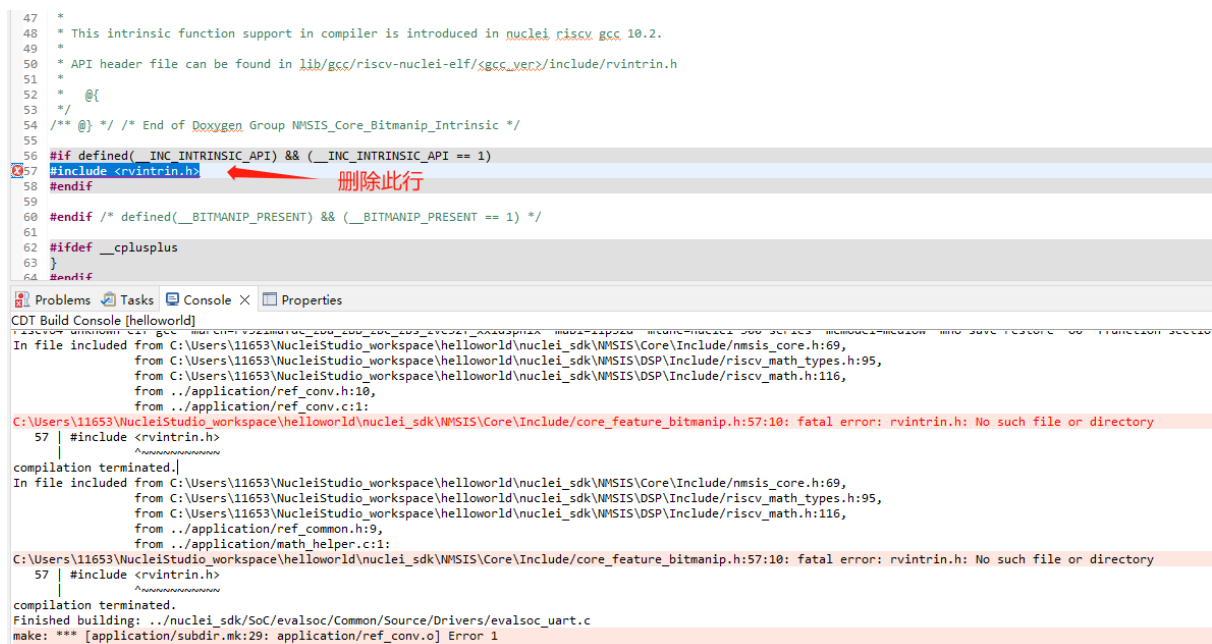 47 *
48 * This intrinsic function support in compiler is introduced in nuclei riscv gcc 10.2.
49 *
50 * API header file can be found in lib/gcc/riscv-nuclei-elf/<gcc_ver>/include/rvintrin.h
51 *
52 * @{
53 */
54 /** @} */ /* End of Doxygen Group NMSIS_Core_Bitmanip_Intrinsic */
55
56 #if defined(__INC_INTRINSIC_API) && (__INC_INTRINSIC_API == 1)
57 #include <rvintrin.h>
删除此行
58 #endif
59
60 #endif /* defined(__BITMANIP_PRESENT) && (__BITMANIP_PRESENT == 1) */
61
62 #ifdef __cplusplus
63 }
64 #endif
Problems Tasks Console Properties
CDT Build Console [helloworld]
In file included from C:\Users\11653\NucleiStudio_workspace\helloworld\nuclei_sdk\NMSIS\Core\Include/nmsis_core.h:69,
from C:\Users\11653\NucleiStudio_workspace\helloworld\nuclei_sdk\NMSIS\DSP\Include/riscv_math_types.h:95,
from C:\Users\11653\NucleiStudio_workspace\helloworld\nuclei_sdk\NMSIS\DSP\Include/riscv_math.h:116,
from ../application/ref_conv.h:10,
from ../application/ref_conv.c:1:
C:\Users\11653\NucleiStudio_workspace\helloworld\nuclei_sdk\NMSIS\Core\Include/core_feature_bitmanip.h:57:10: fatal error: rvintrin.h: No such file or directory
57 | #include <rvintrin.h>
| ^~~~~~~~~~~~
compilation terminated.
In file included from C:\Users\11653\NucleiStudio_workspace\helloworld\nuclei_sdk\NMSIS\Core\Include/nmsis_core.h:69,
from C:\Users\11653\NucleiStudio_workspace\helloworld\nuclei_sdk\NMSIS\DSP\Include/riscv_math_types.h:95,
from C:\Users\11653\NucleiStudio_workspace\helloworld\nuclei_sdk\NMSIS\DSP\Include/riscv_math.h:116,
from ../application/ref_common.h:9,
from ../application/math_helper.c:1:
C:\Users\11653\NucleiStudio_workspace\helloworld\nuclei_sdk\NMSIS\Core\Include/core_feature_bitmanip.h:57:10: fatal error: rvintrin.h: No such file or directory
57 | #include <rvintrin.h>
| ^~~~~~~~~~~~
compilation terminated.
Finished building: ../nuclei_sdk/SoC/evalsoc/Common/Source/Drivers/evalsoc_uart.c
make: *** [application/subdir.mk:29: application/ref_conv.o] Error 1